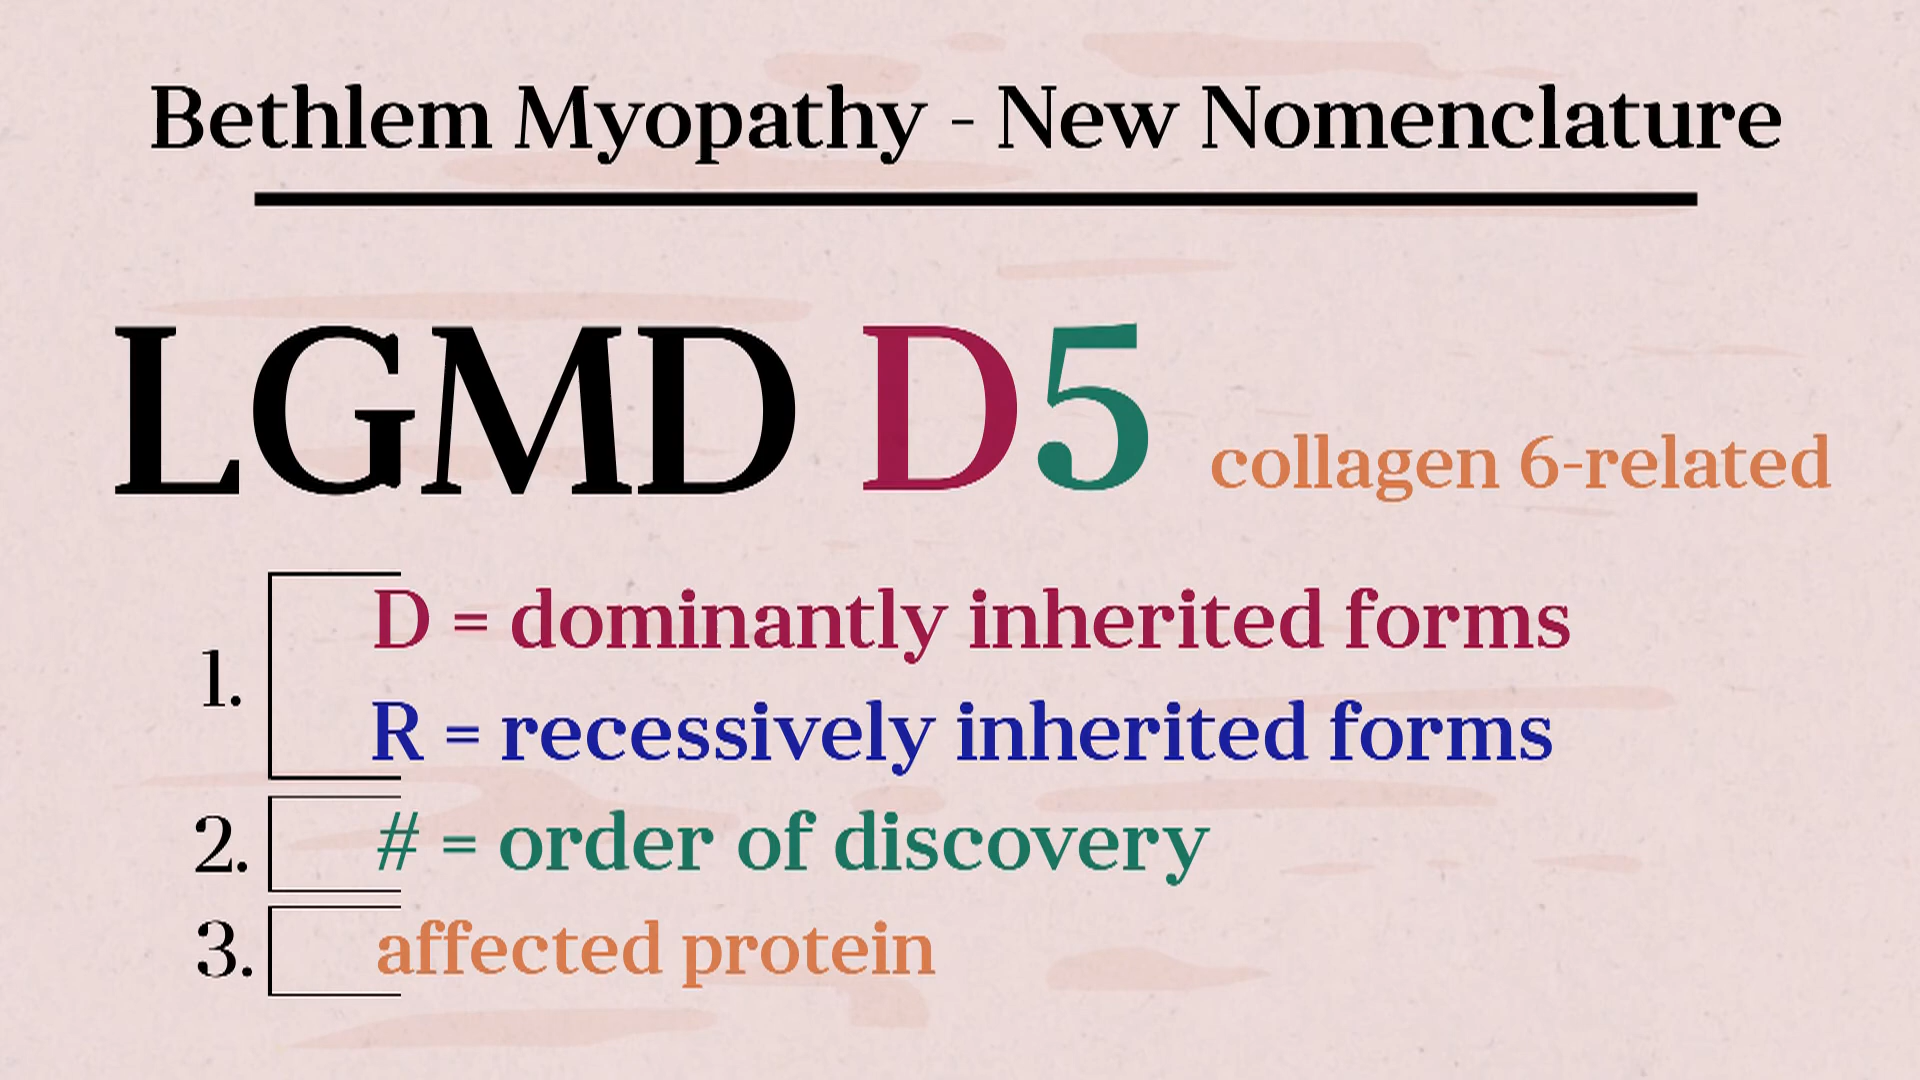 Bethlem Myopathy - New Nomenclature
LGMD D5 collagen 6-related
1.
D = dominantly inherited forms
R = recessively inherited forms
2. # = order of discovery
3. affected protein